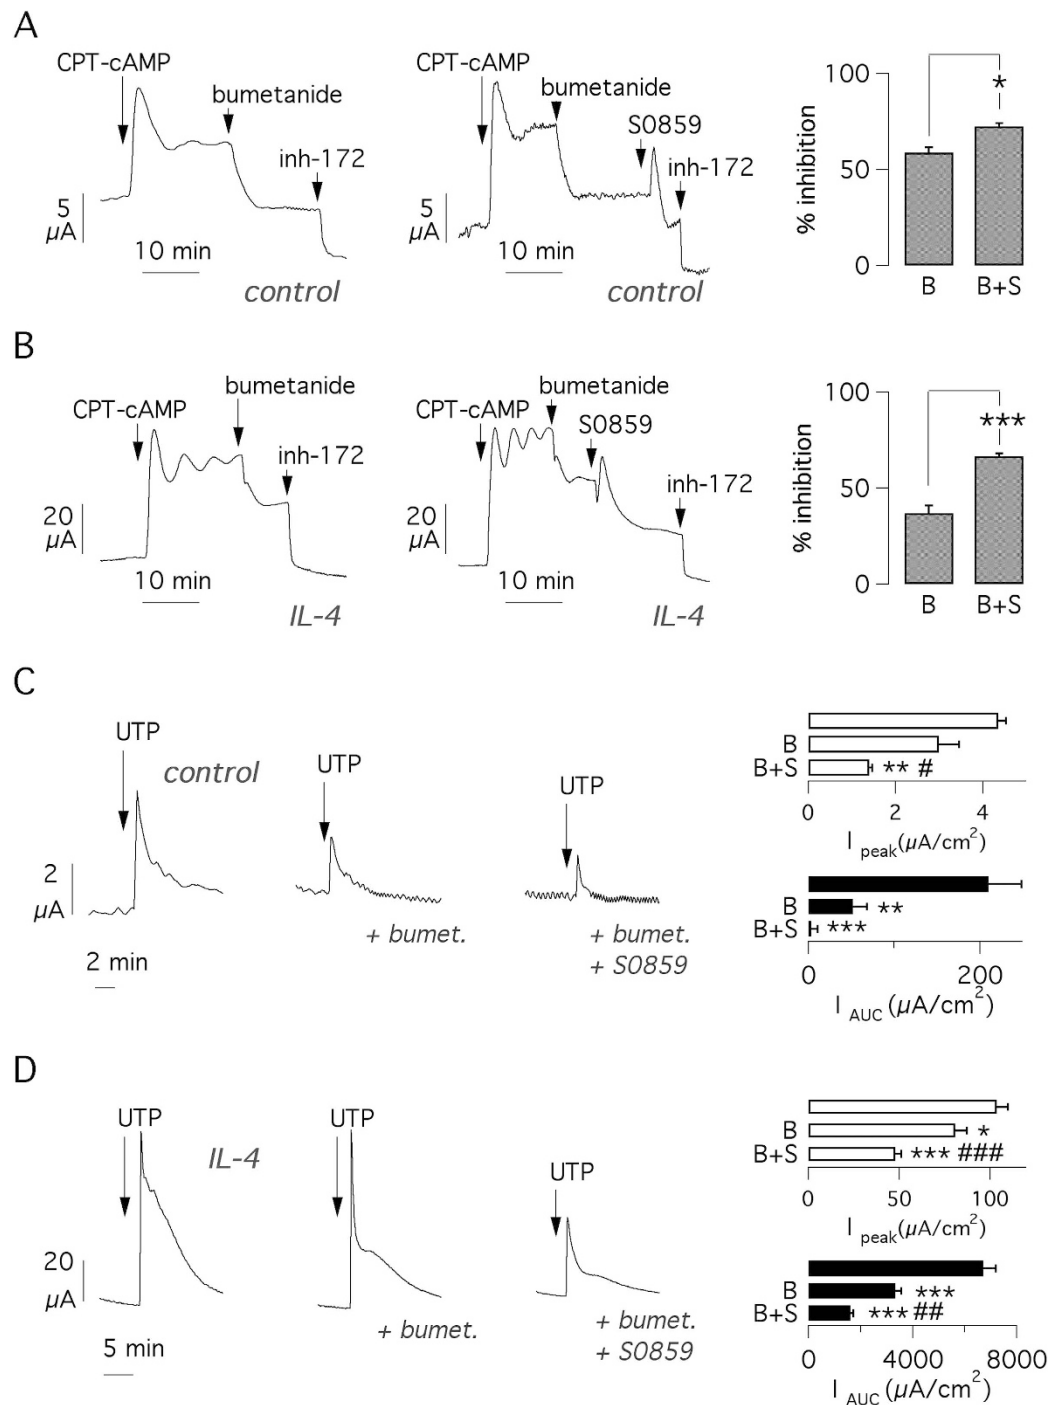 A
CPT-cAMP
bumetanide
inh-172
5
µA
10 min
control
CPT-cAMP
bumetanide
S0859
inh-172
5
µA
10 min
control
% inhibition
100
50
0
*
B
B+S
B
CPT-cAMP
bumetanide
inh-172
20
µA
10 min
IL-4
CPT-cAMP
bumetanide
S0859
inh-172
20
µA
10 min
IL-4
% inhibition
100
50
0
***
B
B+S
C
UTP
control
2
µA
2 min
UTP
+ bumet.
UTP
+ bumet.
+ S0859
B
B+S ** #
0 2 4
I peak (µA/cm²)
B **
B+S ***
0 200
I AUC (µA/cm²)
D
UTP
IL-4
20
µA
5 min
UTP
+ bumet.
UTP
+ bumet.
+ S0859
B *
B+S *** ###
0 50 100
I peak (µA/cm²)
B ***
B+S *** ##
0 4000 8000
I AUC (µA/cm²)